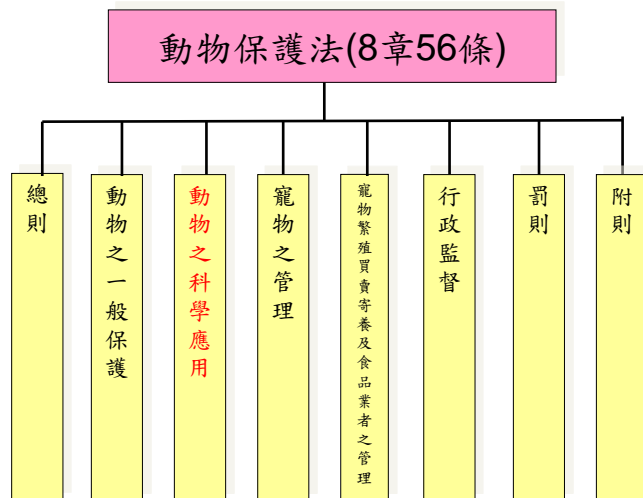 動物保護法(8章56條)
總則
動物之一般保護
動物之科學應用
寵物之管理
寵物繁殖買賣寄養及食品業者之管理
行政監督
罰則
附則